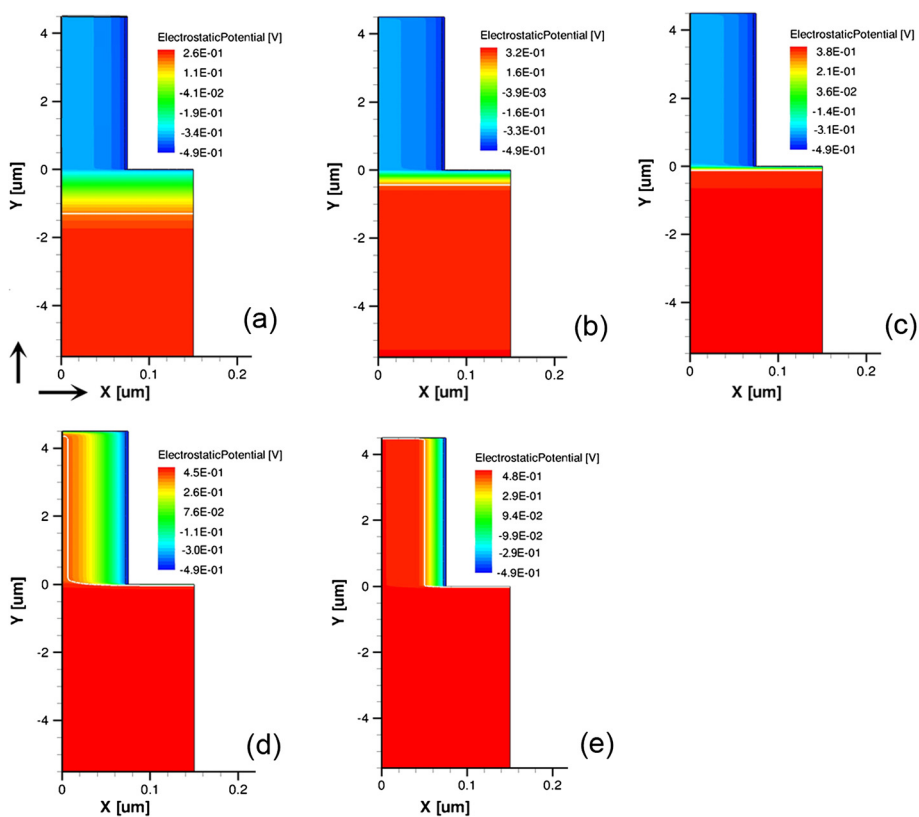 ElectrostaticPotential [V]
2.6E-01
1.1E-01
-4.1E-02
-1.9E-01
-3.4E-01
-4.9E-01
4
2
0
-2
-4
Y [um]
0
0.1
0.2
X [um]
(a)
ElectrostaticPotential [V]
3.2E-01
1.6E-01
-3.9E-03
-1.6E-01
-3.3E-01
-4.9E-01
4
2
0
-2
-4
Y [um]
0
0.1
0.2
X [um]
(b)
ElectrostaticPotential [V]
3.8E-01
2.1E-01
3.6E-02
-1.4E-01
-3.1E-01
-4.9E-01
4
2
0
-2
-4
Y [um]
0
0.1
0.2
X [um]
(c)
ElectrostaticPotential [V]
4.5E-01
2.6E-01
7.6E-02
-1.1E-01
-3.0E-01
-4.9E-01
4
2
0
-2
-4
Y [um]
0
0.1
0.2
X [um]
(d)
ElectrostaticPotential [V]
4.8E-01
2.9E-01
9.4E-02
-9.9E-02
-2.9E-01
-4.9E-01
4
2
0
-2
-4
Y [um]
0
0.1
0.2
X [um]
(e)